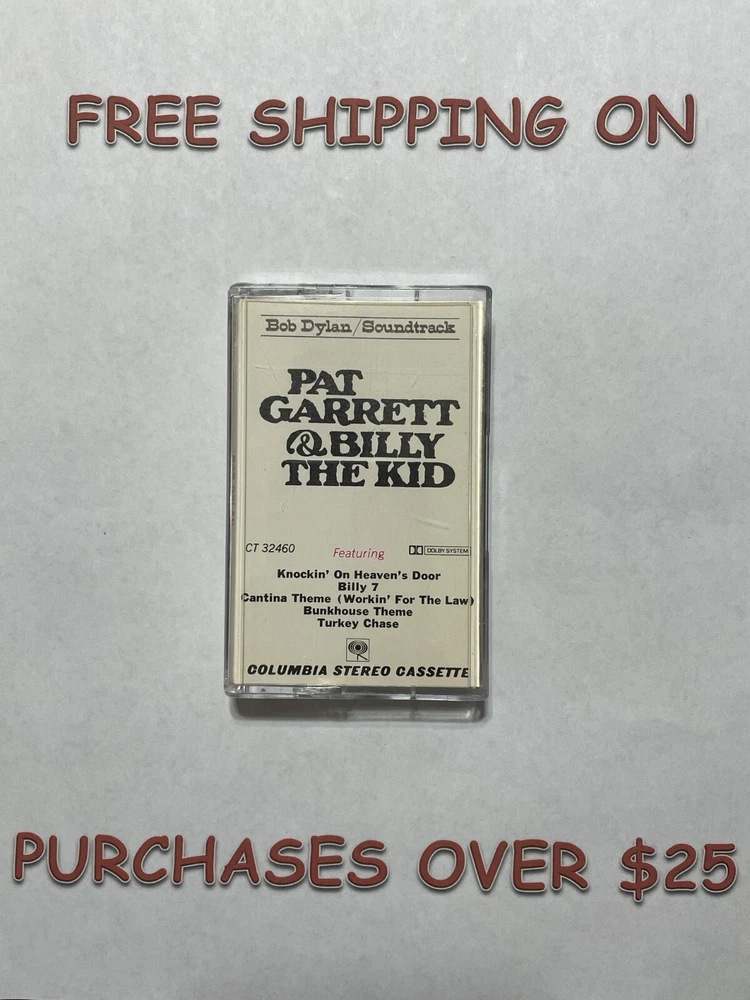 FREE SHIPPING ON
Bob Dylan/Soundtrack
PAT
GARRETT
&BILLY
THE KID
CT 32460
Featuring
DOLBY SYSTEM
Knockin' On Heaven's Door
Billy 7
Cantina Theme (Workin' For The Law)
Bunkhouse Theme
Turkey Chase
COLUMBIA STEREO CASSETTE
PURCHASES OVER $25